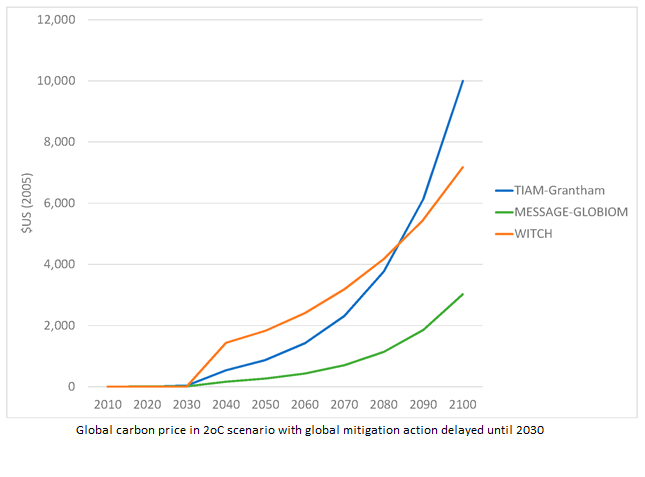 12,000
10,000
8,000
6,000
4,000
2,000
0
$US (2005)
2010 2020 2030 2040 2050 2060 2070 2080 2090 2100
TIAM-Grantham
MESSAGE-GLOBIOM
WITCH
Global carbon price in 2oC scenario with global mitigation action delayed until 2030